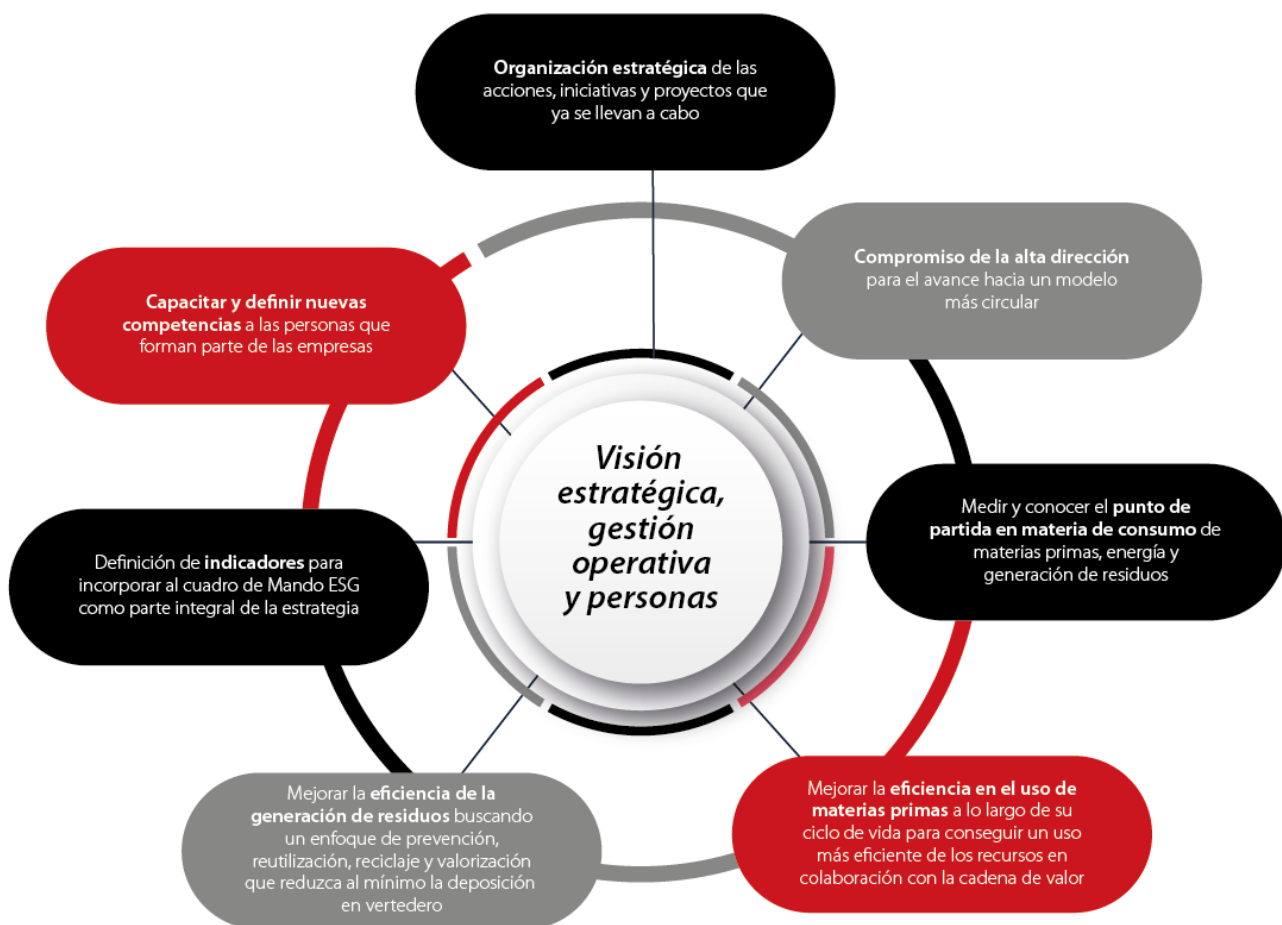 Organización estratégica de las
acciones, iniciativas y proyectos que
ya se llevan a cabo
Compromiso de la alta dirección
para el avance hacia un modelo
más circular
Capacitar y definir nuevas
competencias a las personas que
forman parte de las empresas
Visión
estratégica,
gestión
operativa
y personas
Medir y conocer el punto de
partida en materia de consumo de
materias primas, energía y
generación de residuos
Definición de indicadores para
incorporar al cuadro de Mando ESG
como parte integral de la estrategia
Mejorar la eficiencia en el uso de
materias primas a lo largo de su
ciclo de vida para conseguir un uso
más eficiente de los recursos en
colaboración con la cadena de valor
Mejorar la eficiencia de la
generación de residuos buscando
un enfoque de prevención,
reutilización, reciclaje y valorización
que reduzca al mínimo la deposición
en vertedero